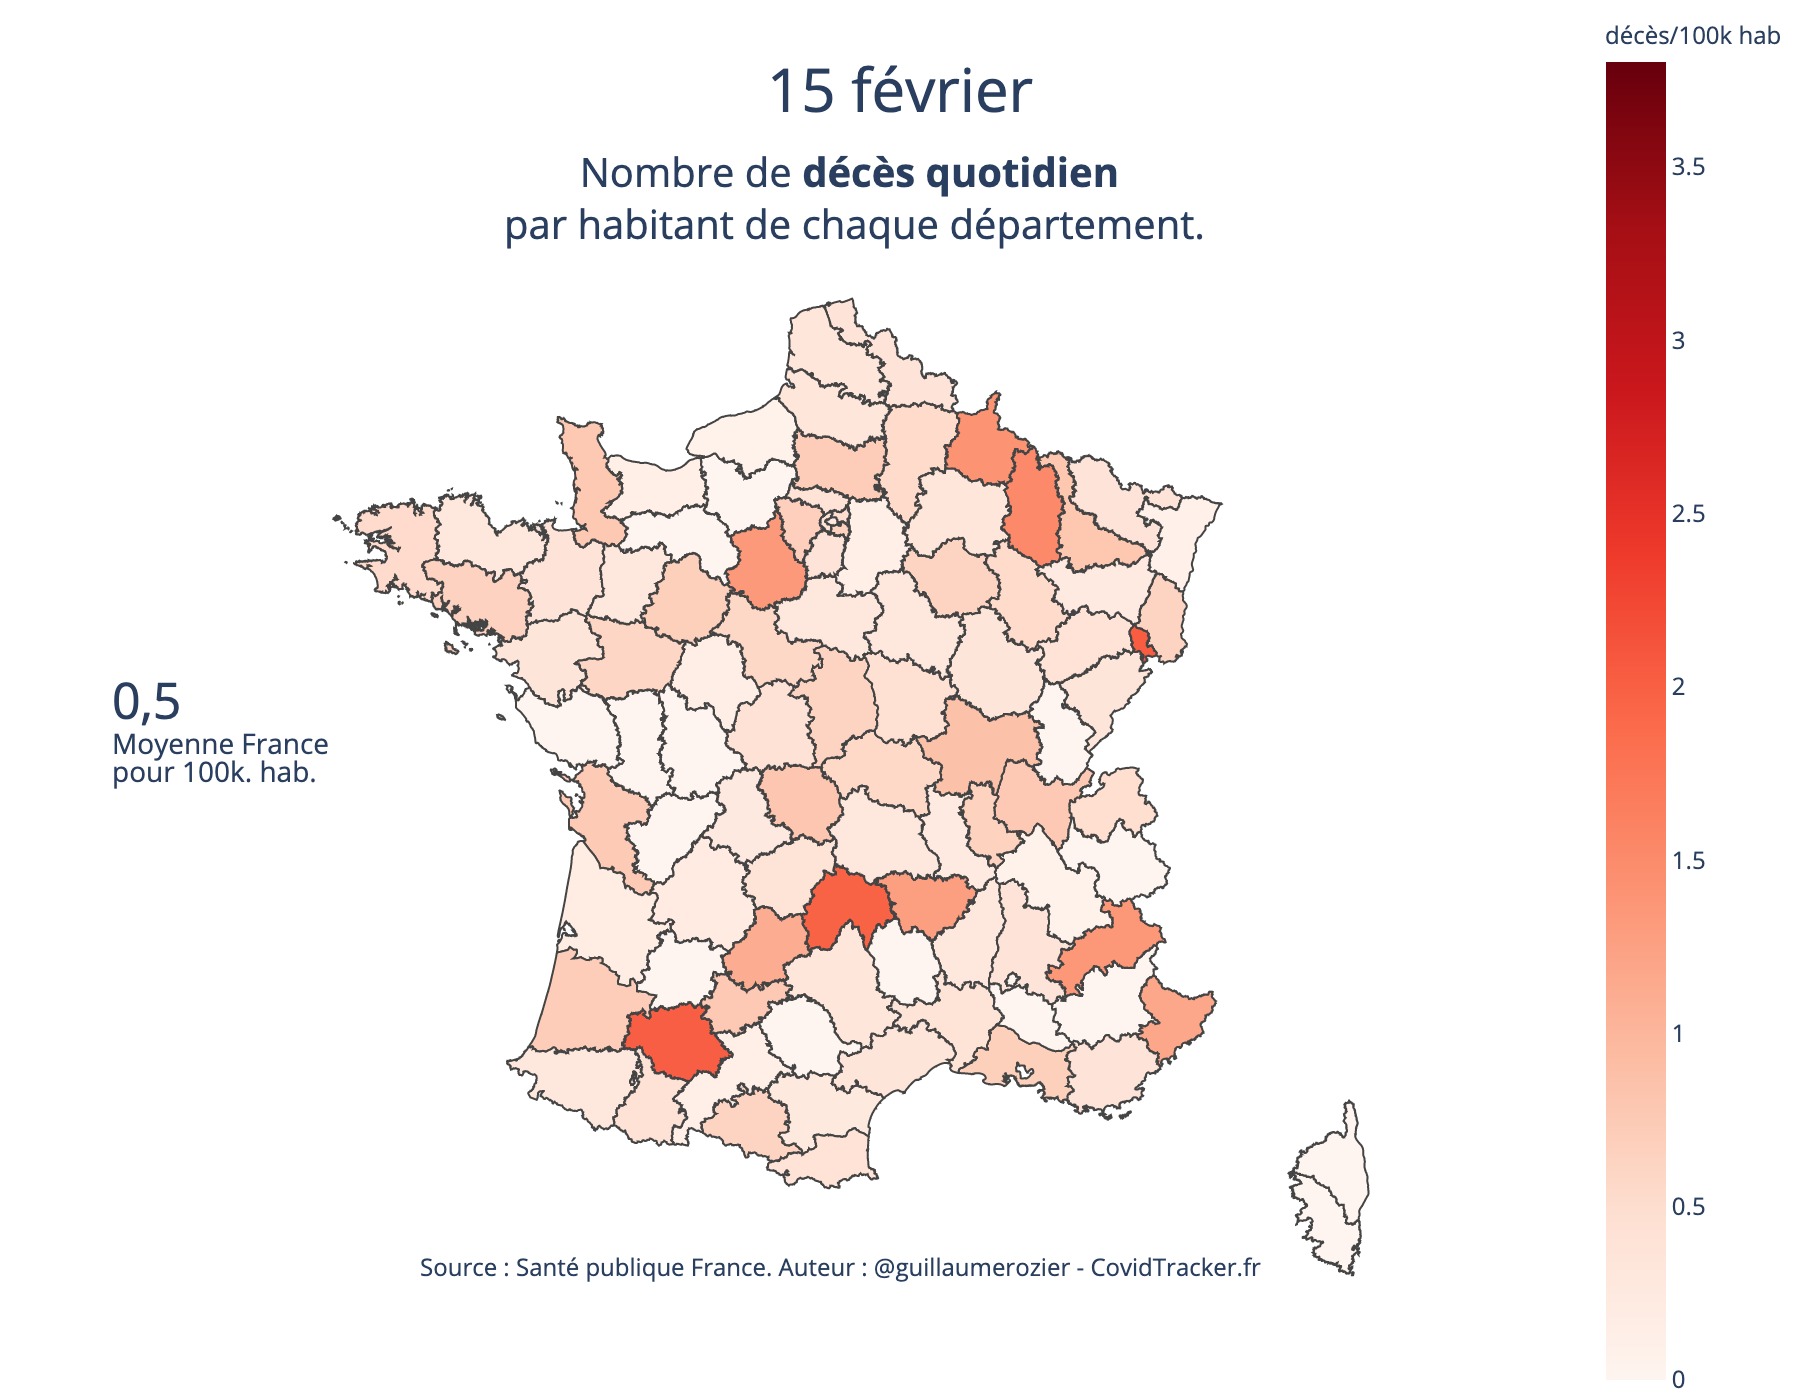 décès/100k hab
15 février
Nombre de décès quotidien
par habitant de chaque département.
3.5
3
2.5
2
1.5
1
0.5
0
0,5
Moyenne France
pour 100k. hab.
Source : Santé publique France. Auteur : @guillaumerozier - CovidTracker.fr